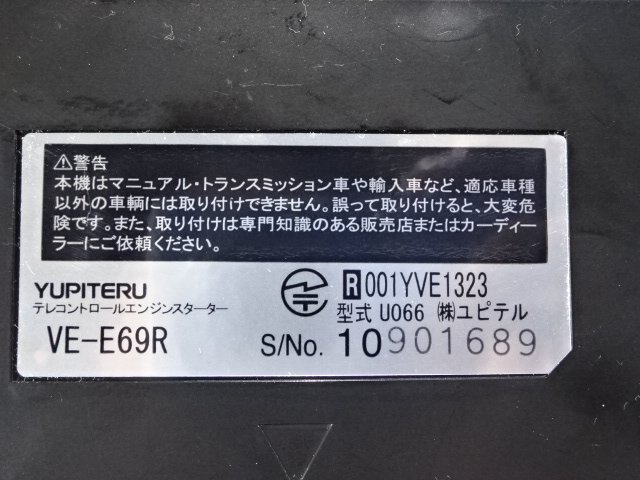 ⚠警告
本機はマニュアル・トランスミッション車や輸入車など、適応車種
以外の車輌には取り付けできません。誤って取り付けると、大変危
険です。また、取り付けは専門知識のある販売店またはカーディー
ラーにご依頼ください。
YUPITERU
テレコントロールエンジンスターター
VE-E69R
R 001YVE1323
型式 U066 ㈱ユピテル
S/No. 10901689